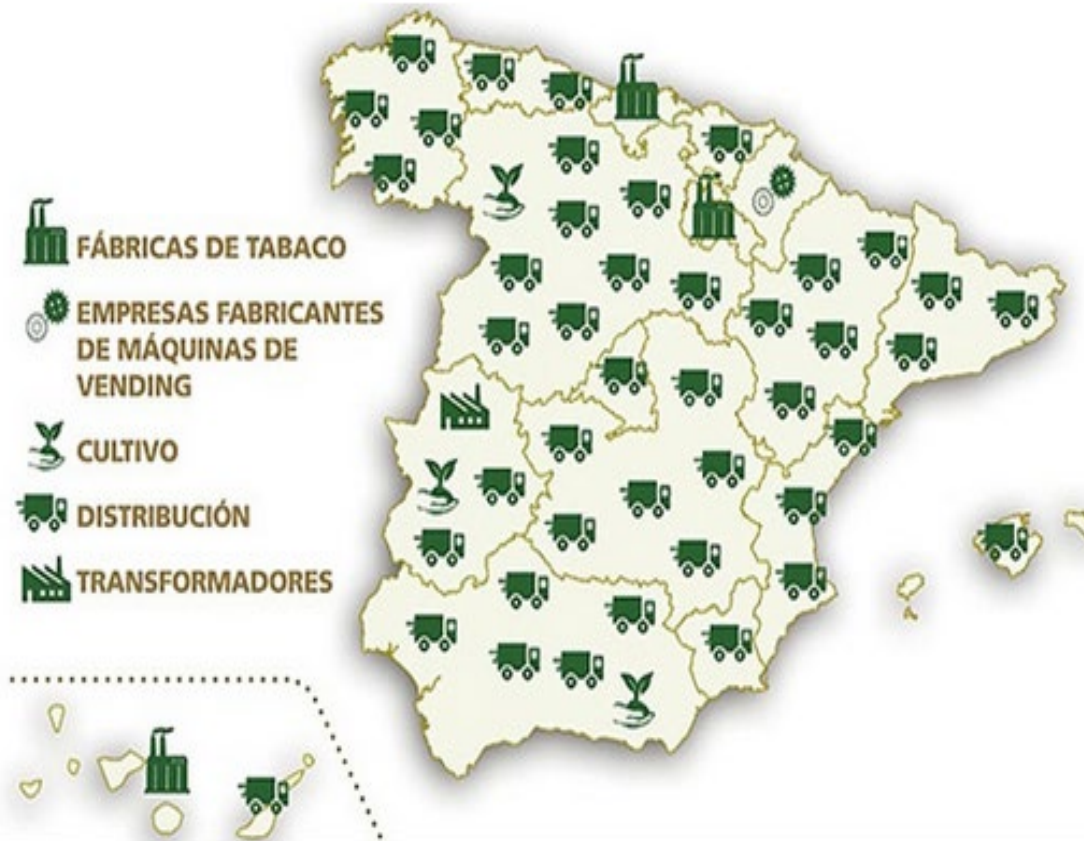 FÁBRICAS DE TABACO
EMPRESAS FABRICANTES
DE MÁQUINAS DE
VENDING
CULTIVO
DISTRIBUCIÓN
TRANSFORMADORES